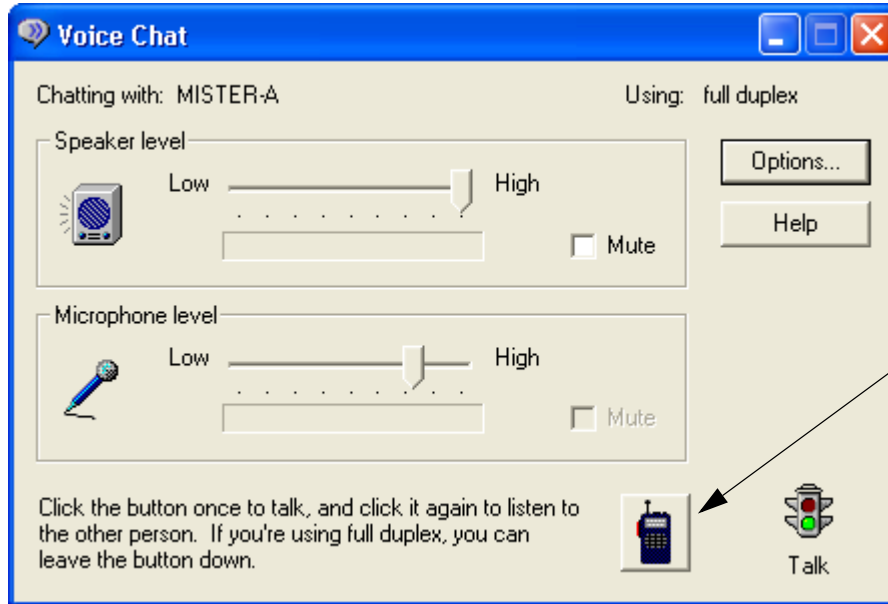 Voice Chat
Chatting with: MISTER-A
Using: full duplex
Speaker level
Low
High
Mute
Options...
Help
Microphone level
Low
High
Mute
Click the button once to talk, and click it again to listen to
the other person. If you're using full duplex, you can
leave the button down.
Talk